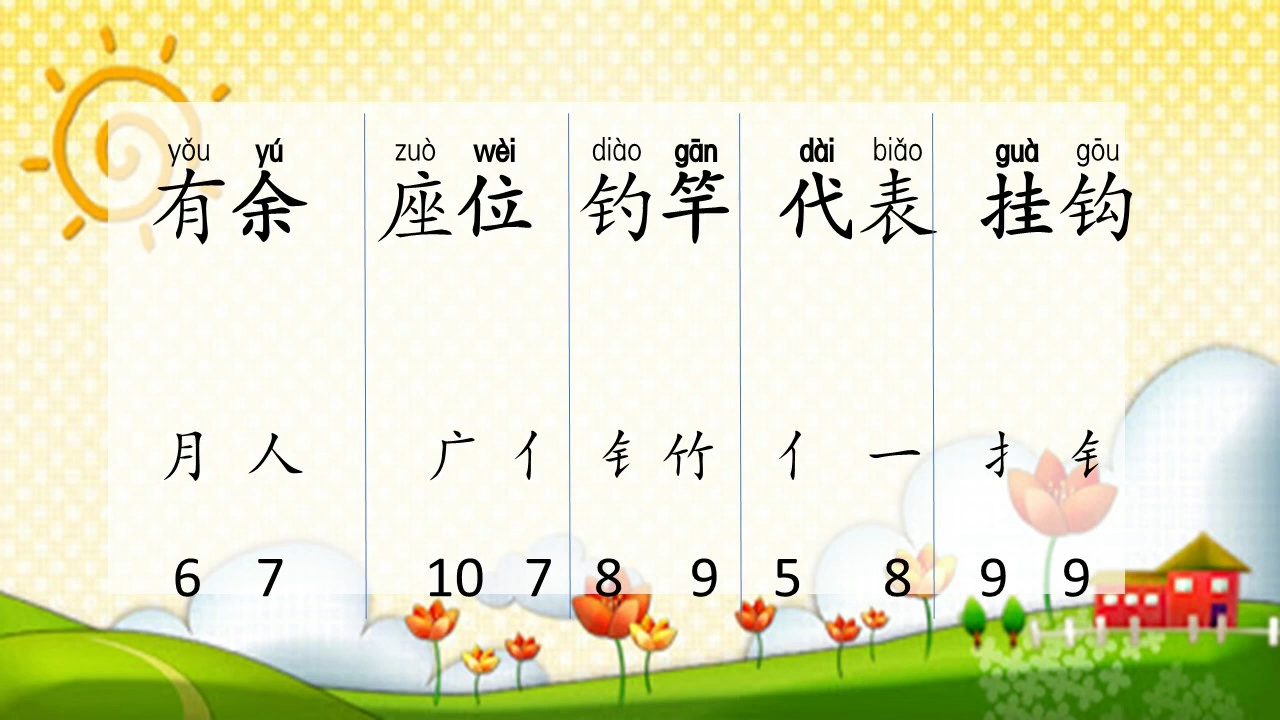 yǒu yú zuò wèi diào gān dài biǎo guà gōu
有余 座位 钓竿 代表 挂钩
月 人 广 亻 钅 竹 亻 一 扌 钅
6 7 10 7 8 9 5 8 9 9